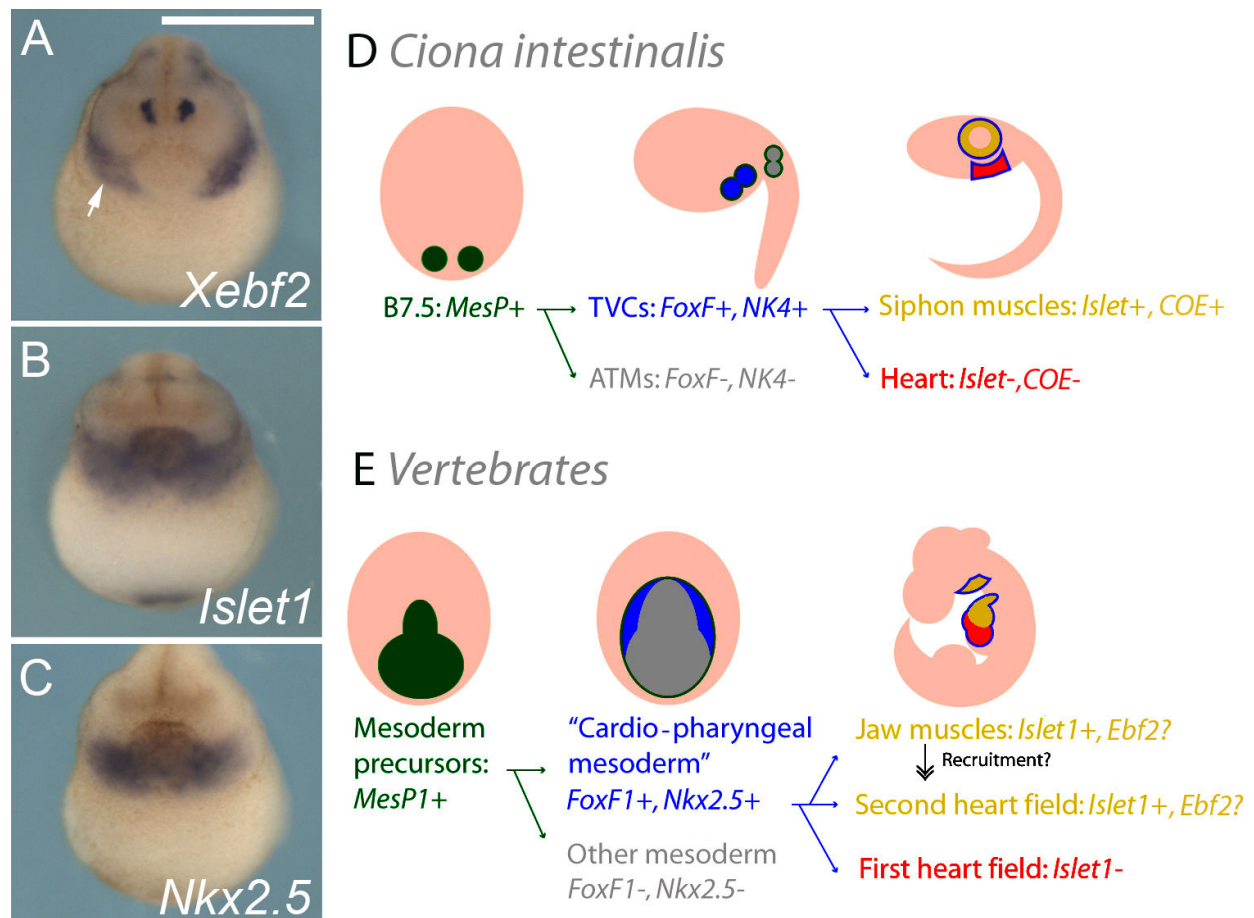 A
Xebf2
B
Islet1
C
Nkx2.5
D Ciona intestinalis
B7.5: MesP+
TVCs: FoxF+, NK4+
Siphon muscles: Islet+, COE+
ATMs: FoxF-, NK4-
Heart: Islet-,COE-
E Vertebrates
Mesoderm
precursors:
MesP1+
“Cardio-pharyngeal
mesoderm”
FoxF1+, Nkx2.5+
Other mesoderm
FoxF1-, Nkx2.5-
Jaw muscles: Islet1+, Ebf2?
Recruitment?
Second heart field: Islet1+, Ebf2?
First heart field: Islet1-